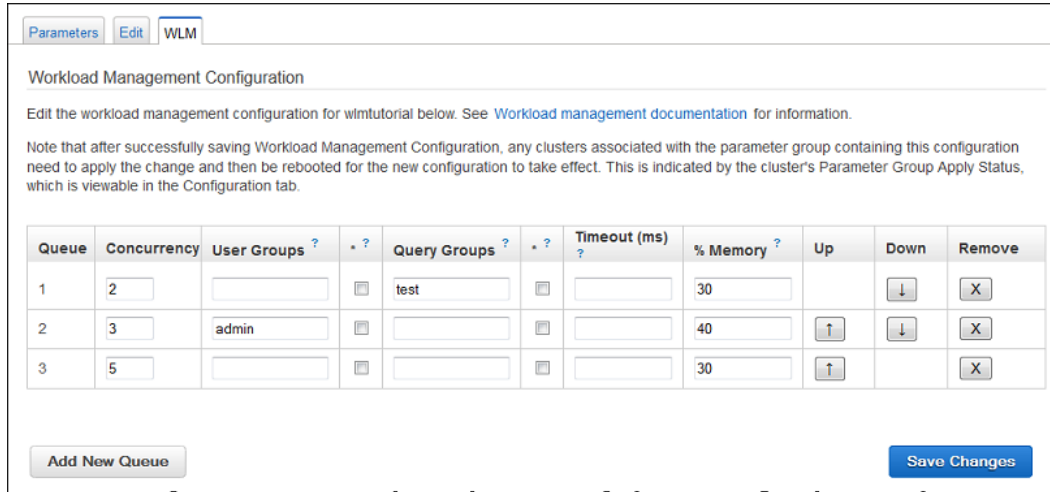 Parameters Edit WLM
Workload Management Configuration
Edit the workload management configuration for wlmtutorial below. See Workload management documentation for information.
Note that after successfully saving Workload Management Configuration, any clusters associated with the parameter group containing this configuration
need to apply the change and then be rebooted for the new configuration to take effect. This is indicated by the cluster's Parameter Group Apply Status,
which is viewable in the Configuration tab.
Queue Concurrency User Groups ? * ? Query Groups ? * ? Timeout (ms) ? % Memory ? Up Down Remove
1 2 test 30 ↓ X
2 3 admin 40 ↑ ↓ X
3 5 30 ↑ X
Add New Queue Save Changes